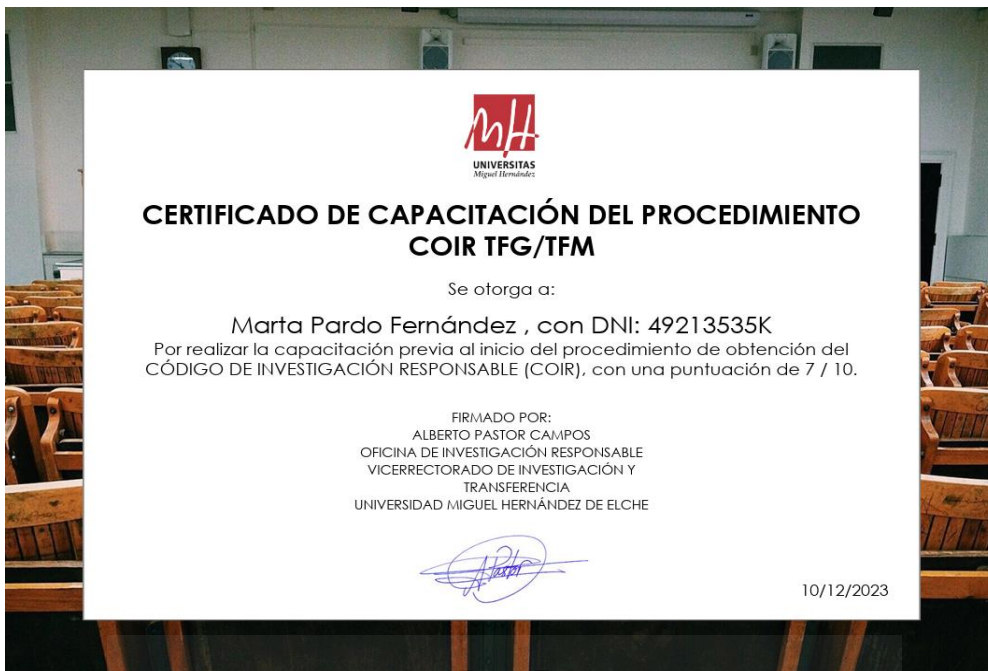 MH
UNIVERSITAS
Miguel Hernández
CERTIFICADO DE CAPACITACIÓN DEL PROCEDIMIENTO
COIR TFG/TFM
Se otorga a:
Marta Pardo Fernández , con DNI: 49213535K
Por realizar la capacitación previa al inicio del procedimiento de obtención del
CÓDIGO DE INVESTIGACIÓN RESPONSABLE (COIR), con una puntuación de 7 / 10.
FIRMADO POR:
ALBERTO PASTOR CAMPOS
OFICINA DE INVESTIGACIÓN RESPONSABLE
VICERRECTORADO DE INVESTIGACIÓN Y
TRANSFERENCIA
UNIVERSIDAD MIGUEL HERNÁNDEZ DE ELCHE
A.Pastor
10/12/2023